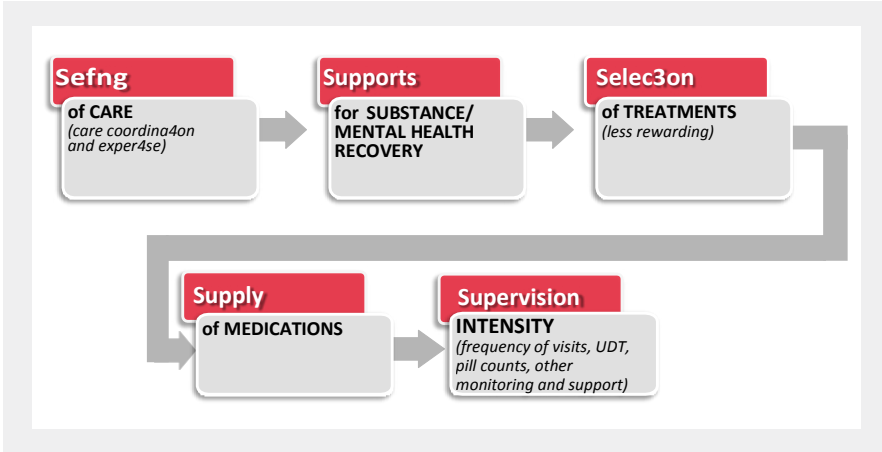 Sefng
of CARE
(care coordina4on
and exper4se)
Supports
for SUBSTANCE/
MENTAL HEALTH
RECOVERY
Selec3on
of TREATMENTS
(less rewarding)
Supply
of MEDICATIONS
Supervision
INTENSITY
(frequency of visits, UDT,
pill counts, other
monitoring and support)